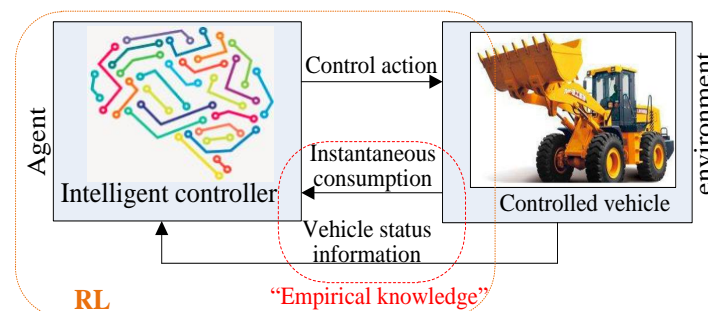 Agent
Intelligent controller
Control action
Instantaneous
consumption
Vehicle status
information
Controlled vehicle
environment
RL
“Empirical knowledge”